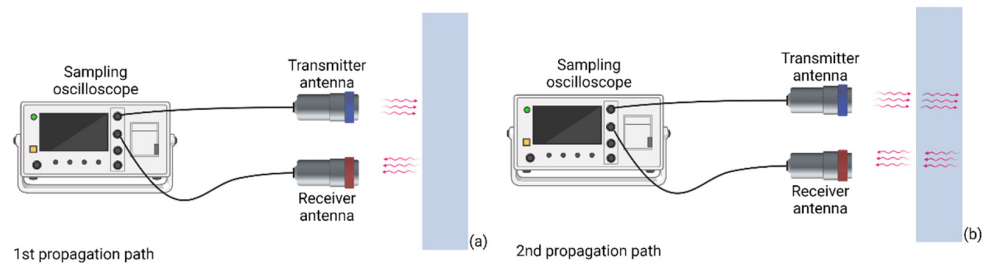 Sampling
oscilloscope
Transmitter
antenna
Receiver
antenna
1st propagation path
(a)
Sampling
oscilloscope
Transmitter
antenna
Receiver
antenna
2nd propagation path
(b)